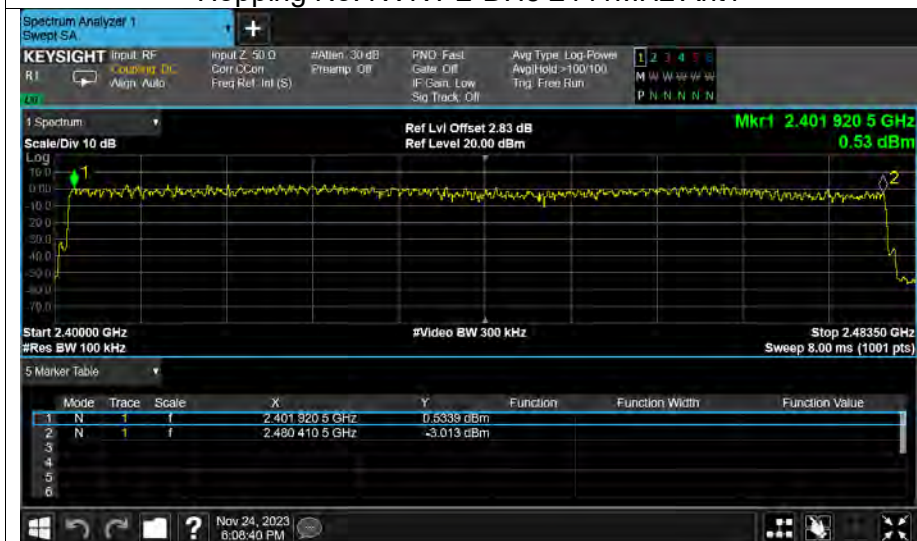 Spectrum Analyzer 1
Swept SA
+
KEYSIGHT Input: RF
R1 Coupling: DC
Align: Auto
Input Z: 50 Ω
Corr CCorr
Freq Ref: Int (S)
#Atten: 30 dB
Preamp: Off
PNO: Fast
Gate: Off
IF Gain: Low
Sig Track: Off
Avg Type: Log-Power
Avg|Hold: >100/100
Trig: Free Run
1 2 3 4 5 6
M W W W W W
P N N N N N
1 Spectrum
Scale/Div 10 dB
Ref Lvl Offset 2.83 dB
Ref Level 20.00 dBm
Mkr1 2.401 920 5 GHz
0.53 dBm
Log
10.0
0.00
-10.0
-20.0
-30.0
-40.0
-50.0
-60.0
-70.0
1
2
Start 2.40000 GHz
#Res BW 100 kHz
#Video BW 300 kHz
Stop 2.48350 GHz
Sweep 8.00 ms (1001 pts)
5 Marker Table
Mode Trace Scale X Y Function Function Width Function Value
1 N 1 f 2.401 920 5 GHz 0.5339 dBm
2 N 1 f 2.480 410 5 GHz -3.013 dBm
3
4
5
6
? Nov 24, 2023
6:08:40 PM